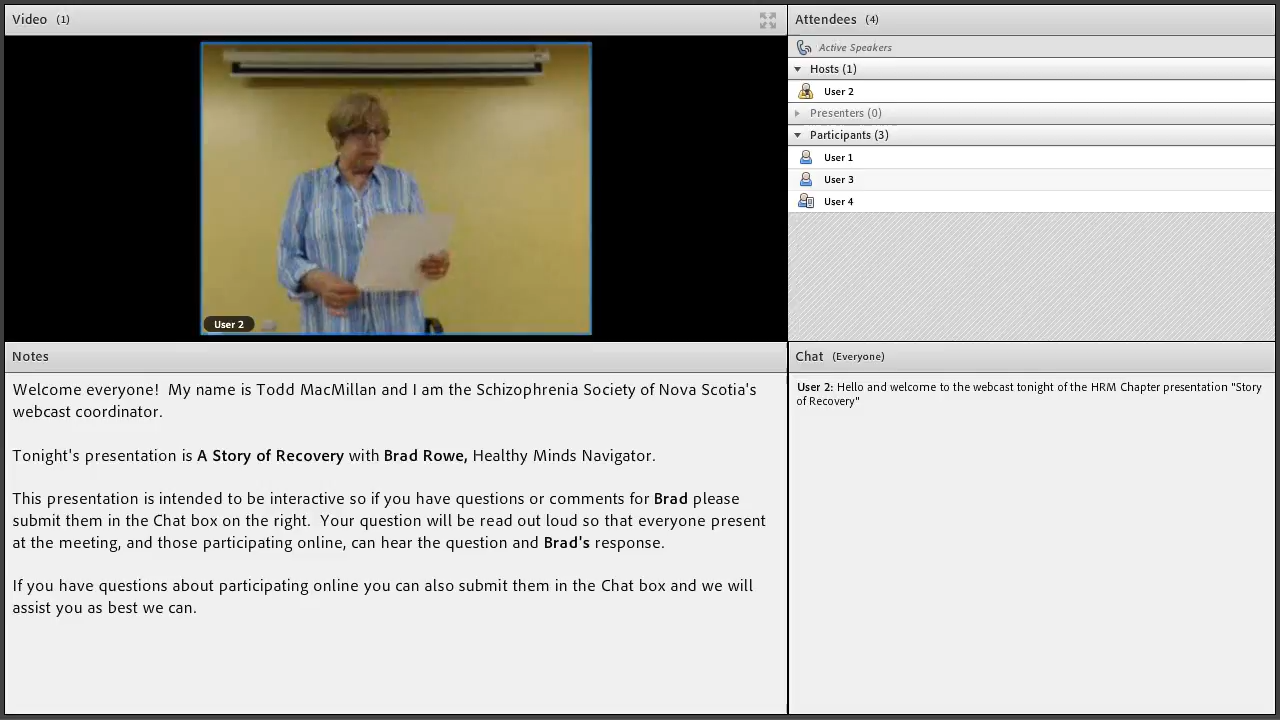 Video (1)
User 2
Attendees (4)
Active Speakers
Hosts (1)
User 2
Presenters (0)
Participants (3)
User 1
User 3
User 4
Notes
Welcome everyone!  My name is Todd MacMillan and I am the Schizophrenia Society of Nova Scotia's
webcast coordinator.
Tonight's presentation is A Story of Recovery with Brad Rowe, Healthy Minds Navigator.
This presentation is intended to be interactive so if you have questions or comments for Brad please
submit them in the Chat box on the right.  Your question will be read out loud so that everyone present
at the meeting, and those participating online, can hear the question and Brad's response.
If you have questions about participating online you can also submit them in the Chat box and we will
assist you as best we can.
Chat (Everyone)
User 2: Hello and welcome to the webcast tonight of the HRM Chapter presentation "Story
of Recovery"